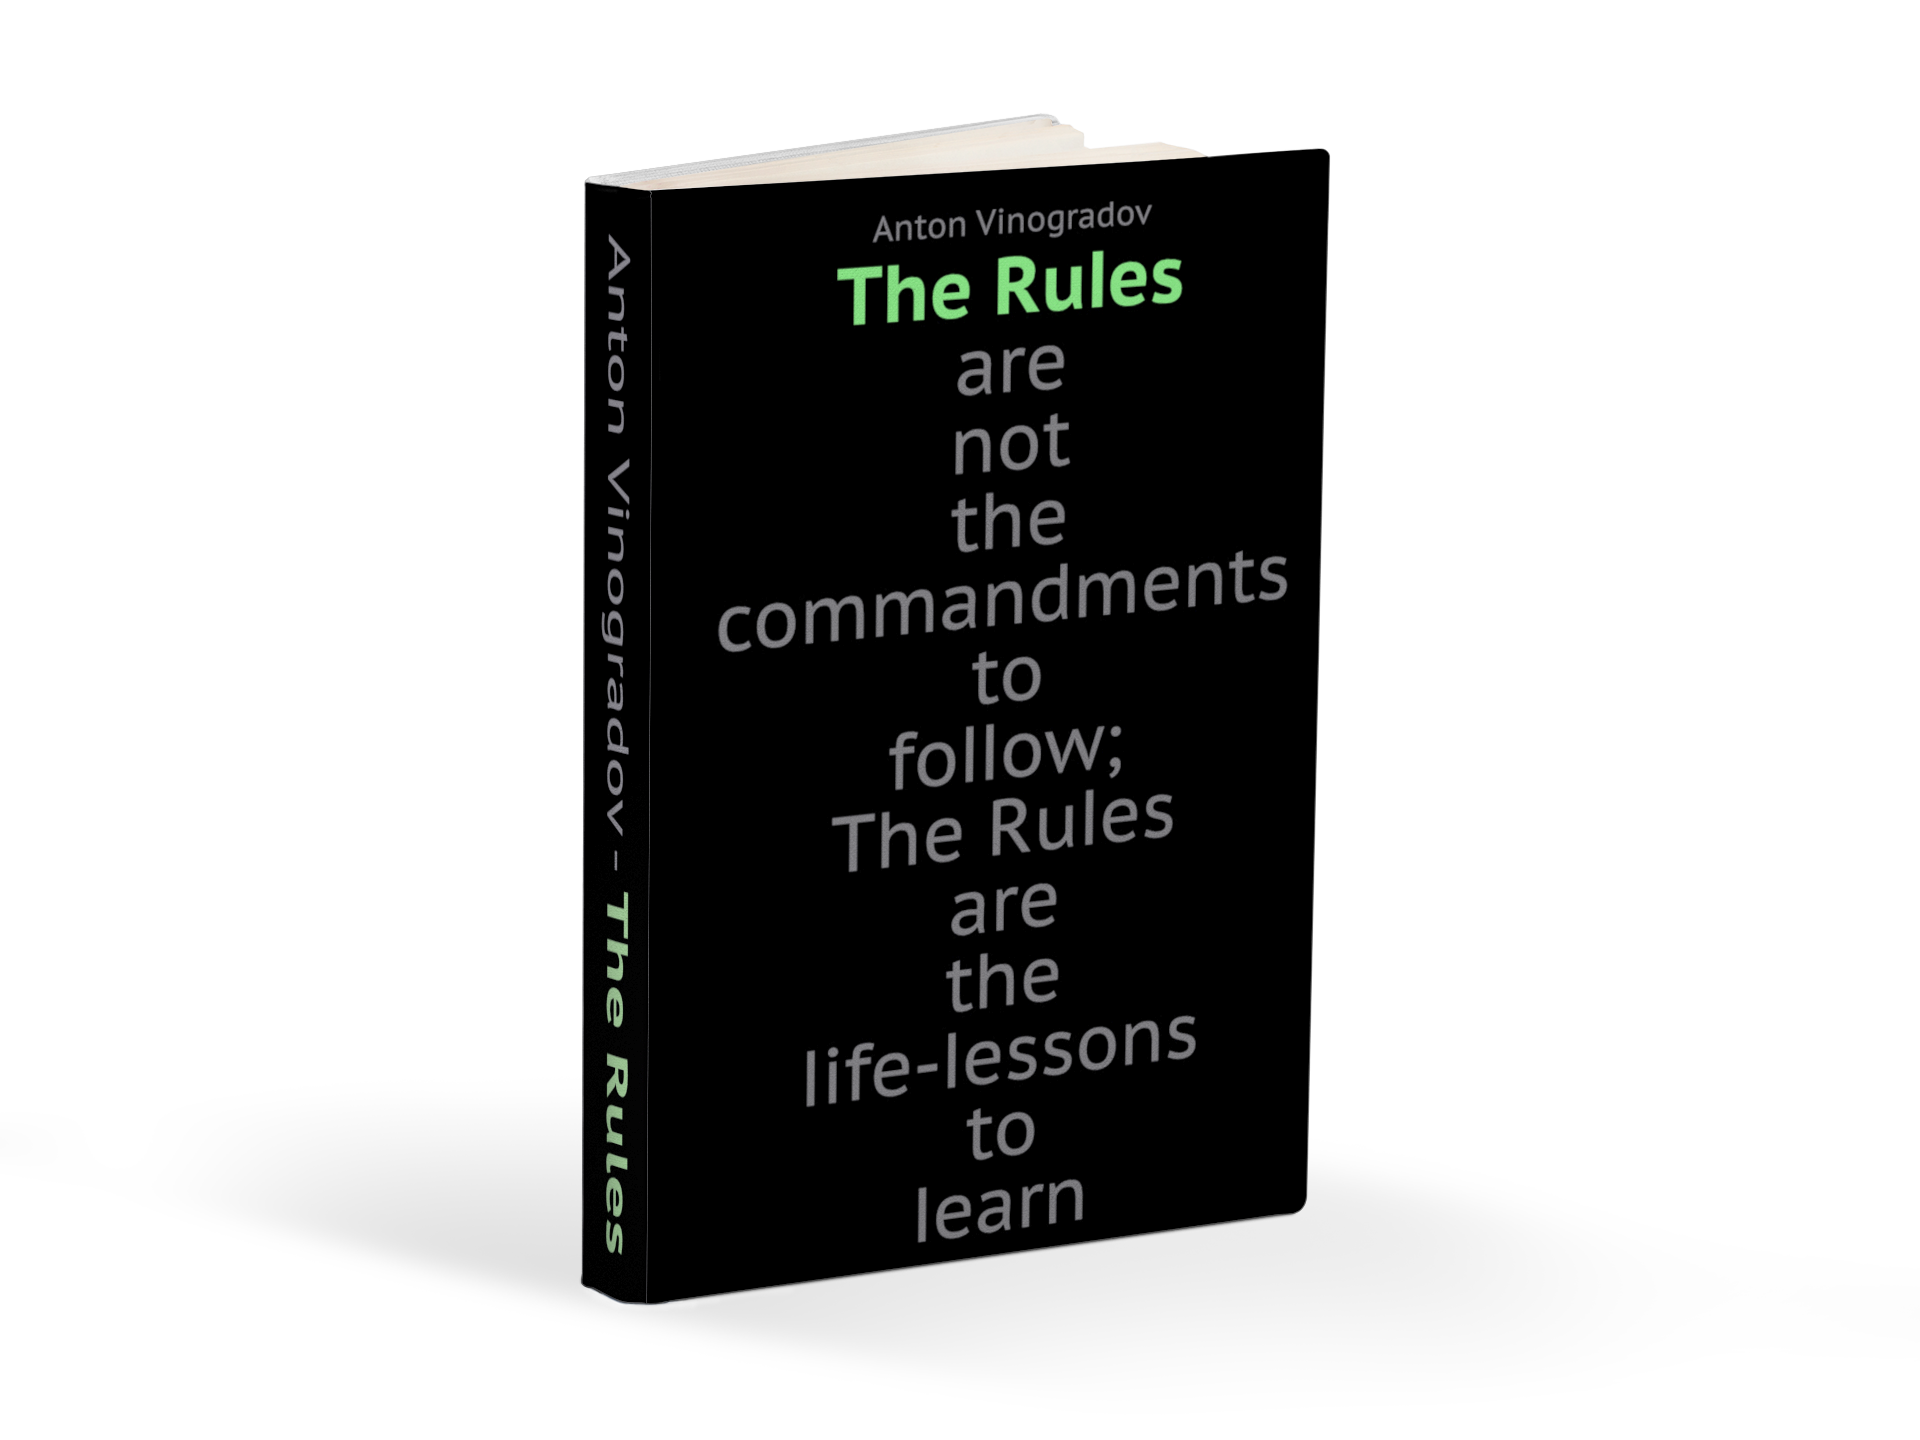 Anton Vinogradov
The Rules
are
not
the
commandments
to
follow;
The Rules
are
the
life-lessons
to
learn
Anton Vinogradov - The Rules